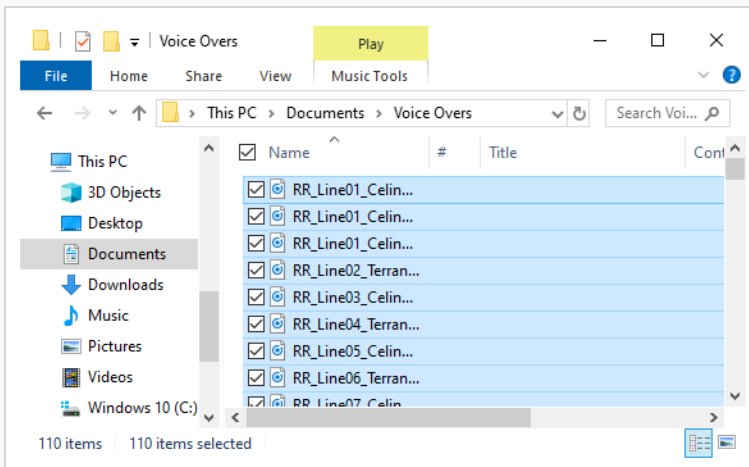 Voice Overs
Play
File
Home
Share
View
Music Tools
This PC > Documents > Voice Overs
Search Voi...
This PC
3D Objects
Desktop
Documents
Downloads
Music
Pictures
Videos
Windows 10 (C:)
Name
#
Title
Cont
RR_Line01_Celin...
RR_Line01_Celin...
RR_Line01_Celin...
RR_Line02_Terran...
RR_Line03_Celin...
RR_Line04_Terran...
RR_Line05_Celin...
RR_Line06_Terran...
RR_Line07_Celin
110 items
110 items selected